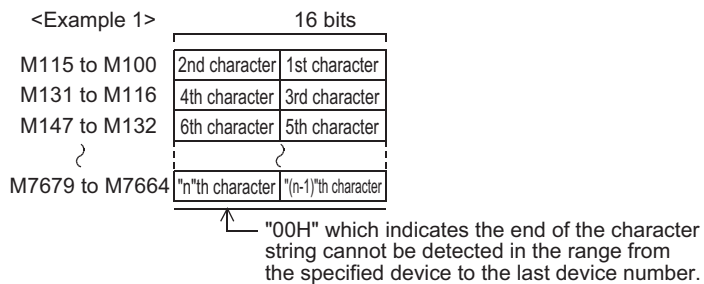 <Example 1> 16 bits
M115 to M100 2nd character 1st character
M131 to M116 4th character 3rd character
M147 to M132 6th character 5th character
M7679 to M7664 "n"th character "(n-1)"th character
"00H" which indicates the end of the character
string cannot be detected in the range from
the specified device to the last device number.